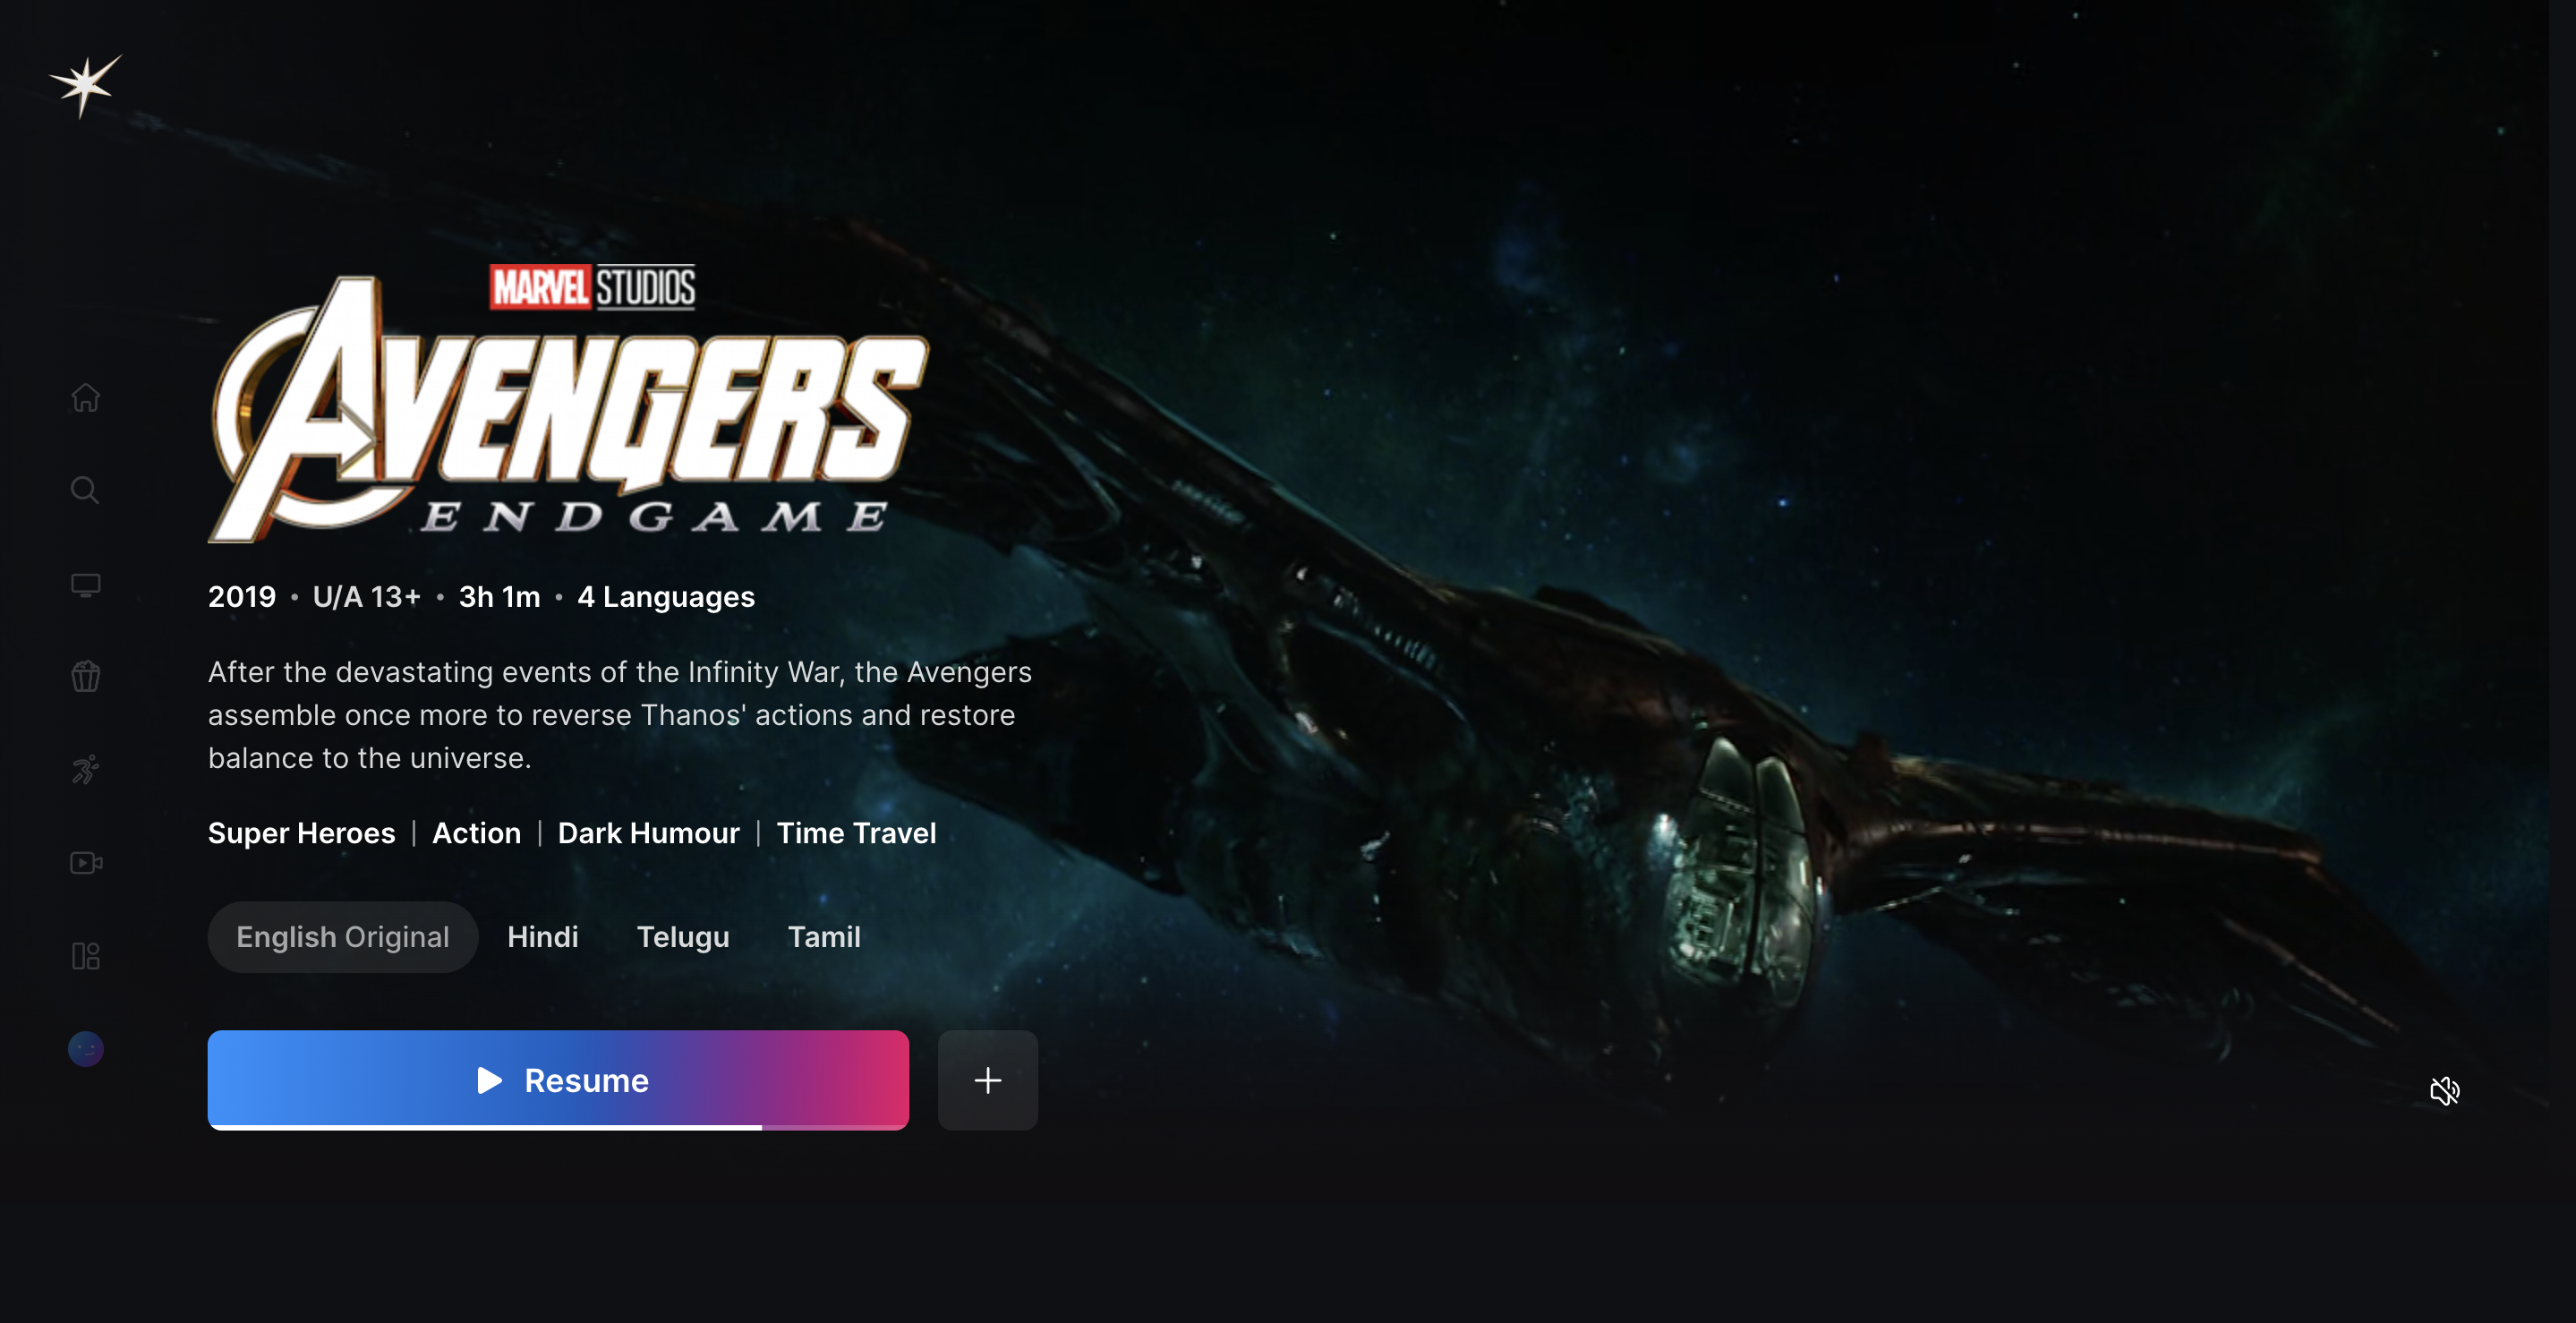 MARVEL STUDIOS
AVENGERS
ENDGAME
2019 • U/A 13+ • 3h 1m • 4 Languages
After the devastating events of the Infinity War, the Avengers
assemble once more to reverse Thanos' actions and restore
balance to the universe.
Super Heroes | Action | Dark Humour | Time Travel
English Original Hindi Telugu Tamil
Resume